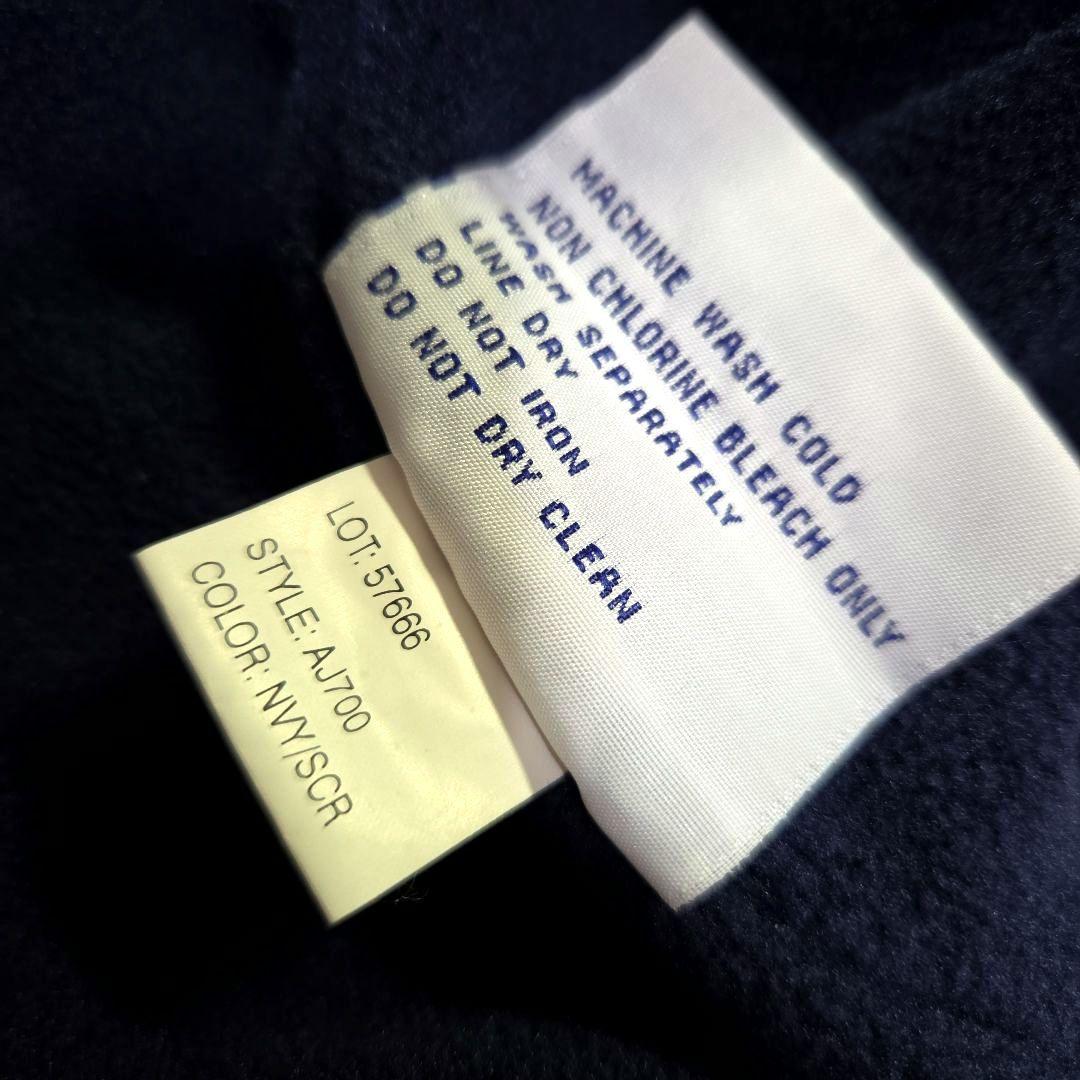 MACHINE WASH COLD
NON CHLORINE BLEACH ONLY
WASH SEPARATELY
LINE DRY
DO NOT IRON
DO NOT DRY CLEAN
LOT: 57666
STYLE: AJ700
COLOR: NVY/SCR